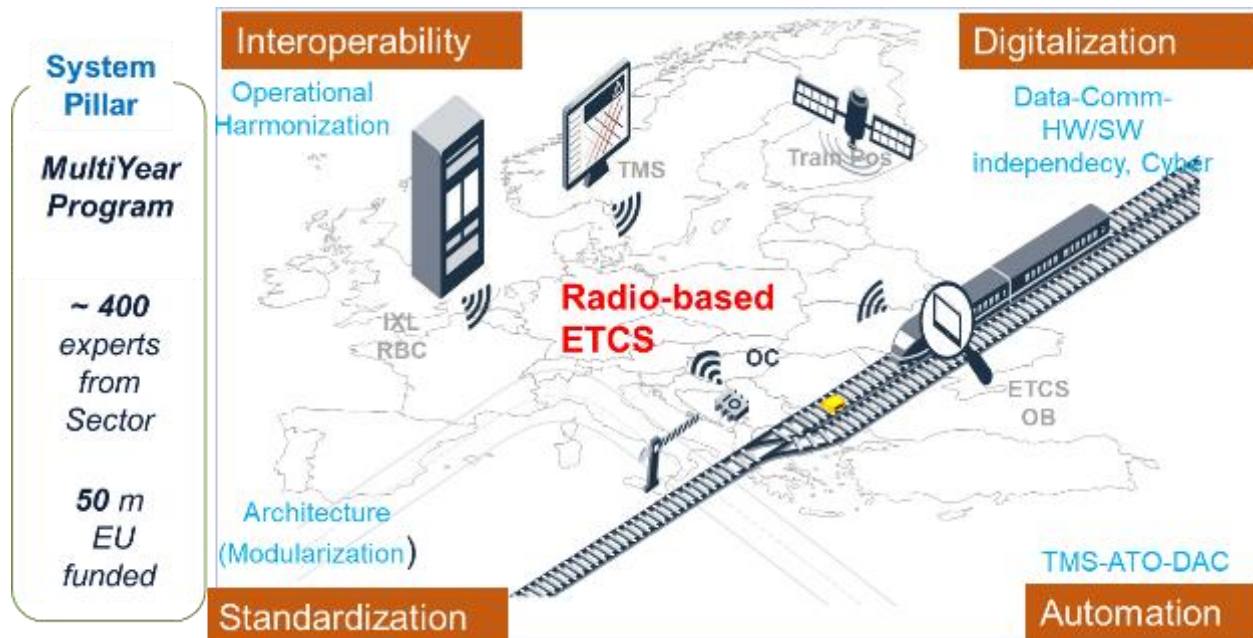 System
Pillar
MultiYear
Program
~ 400
experts
from
Sector
50 m
EU
funded
Interoperability
Operational
Harmonization
Digitalization
Data-Comm-
HW/SW
independecy, Cyber
TMS
Train Pos
IXL
RBC
Radio-based
ETCS
OC
ETCS
OB
Architecture
(Modularization)
Standardization
TMS-ATO-DAC
Automation